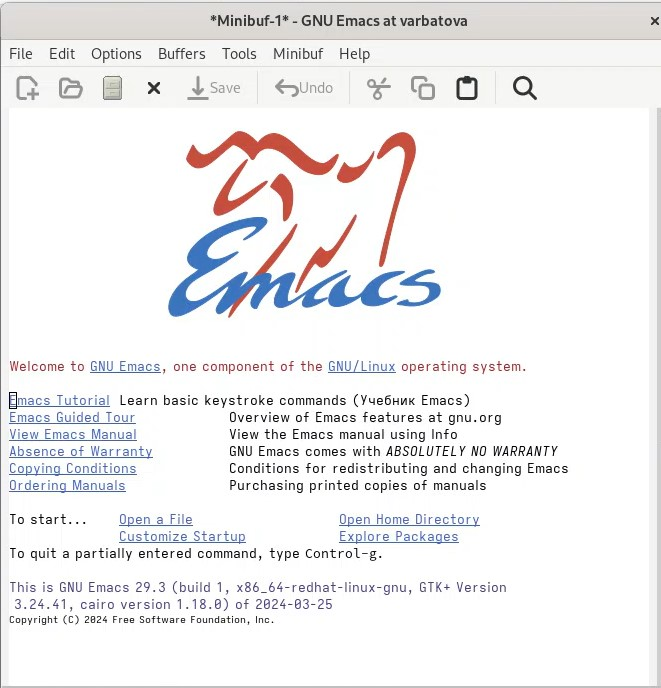 *Minibuf-1* - GNU Emacs at varbatova
File Edit Options Buffers Tools Minibuf Help
Save Undo
Emacs
Welcome to GNU Emacs, one component of the GNU/Linux operating system.
Emacs Tutorial Learn basic keystroke commands (Учебник Emacs)
Emacs Guided Tour Overview of Emacs features at gnu.org
View Emacs Manual View the Emacs manual using Info
Absence of Warranty GNU Emacs comes with ABSOLUTELY NO WARRANTY
Copying Conditions Conditions for redistributing and changing Emacs
Ordering Manuals Purchasing printed copies of manuals
To start... Open a File Open Home Directory
Customize Startup Explore Packages
To quit a partially entered command, type Control-g.
This is GNU Emacs 29.3 (build 1, x86_64-redhat-linux-gnu, GTK+ Version
3.24.41, cairo version 1.18.0) of 2024-03-25
Copyright (C) 2024 Free Software Foundation, Inc.